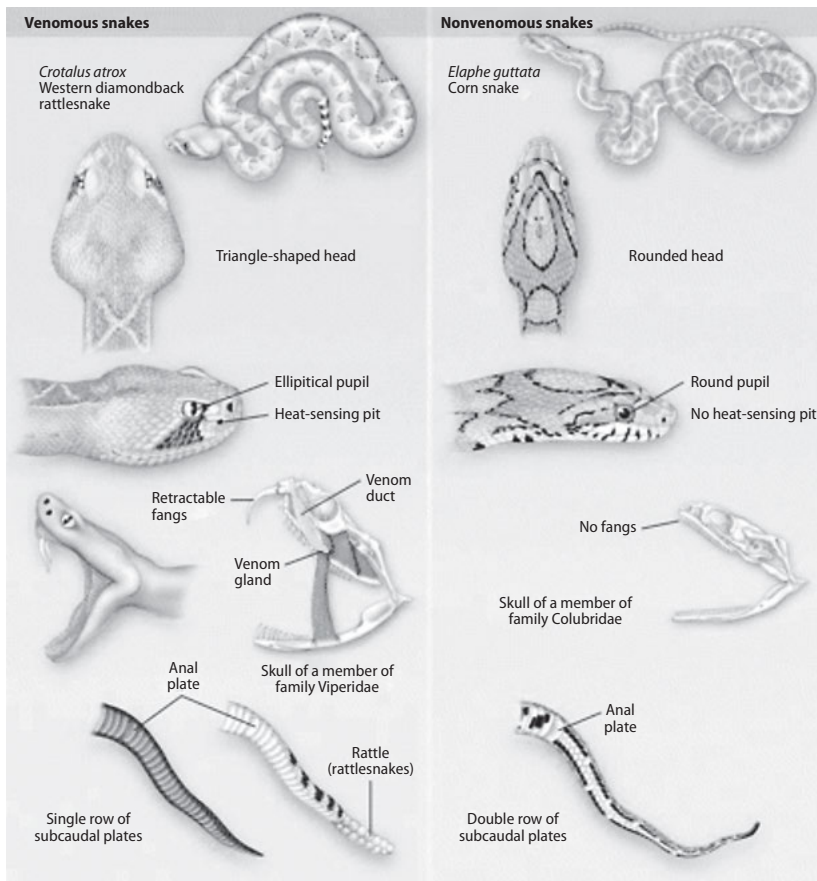 Venomous snakes
Crotalus atrox
Western diamondback
rattlesnake
Triangle-shaped head
Ellipitical pupil
Heat-sensing pit
Retractable
fangs
Venom
duct
Venom
gland
Skull of a member of
family Viperidae
Anal
plate
Rattle
(rattlesnakes)
Single row of
subcaudal plates
Nonvenomous snakes
Elaphe guttata
Corn snake
Rounded head
Round pupil
No heat-sensing pit
No fangs
Skull of a member of
family Colubridae
Anal
plate
Double row of
subcaudal plates